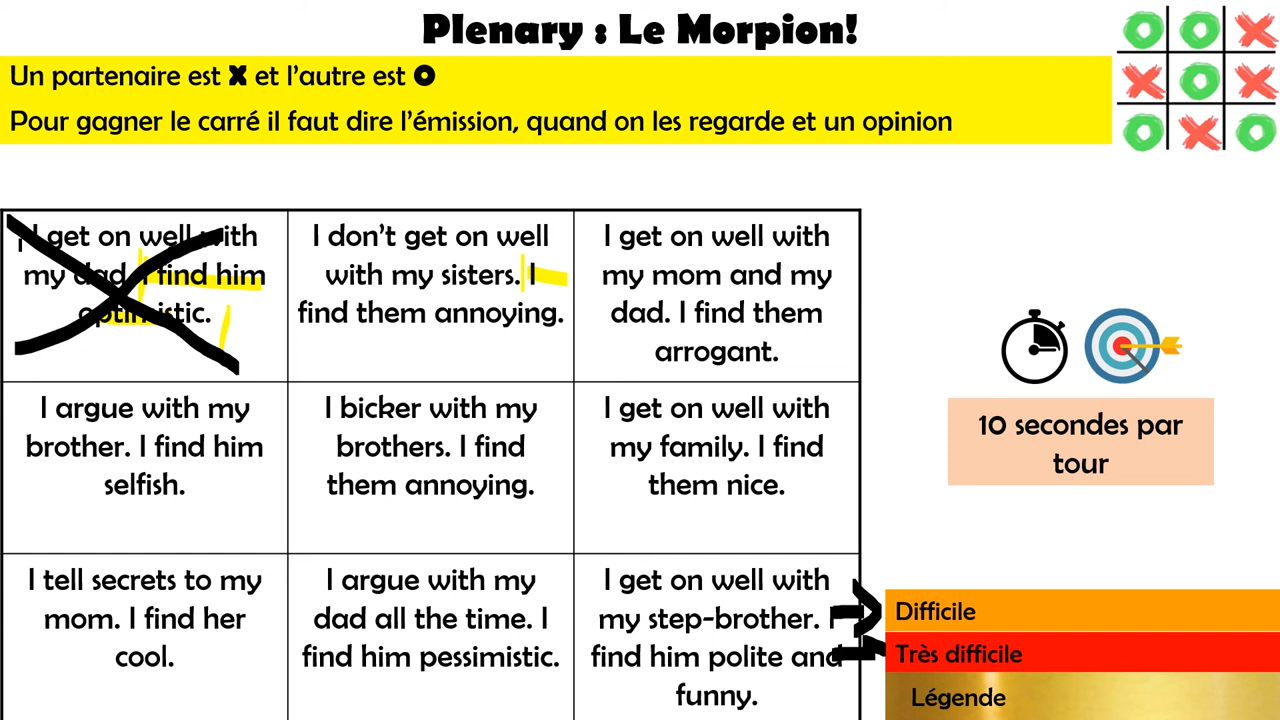 Plenary : Le Morpion!
Un partenaire est X et l'autre est O
Pour gagner le carré il faut dire l'émission, quand on les regarde et un opinion
I get on well with
my dad. I find him
optimistic.
I don't get on well
with my sisters. I
find them annoying.
I get on well with
my mom and my
dad. I find them
arrogant.
I argue with my
brother. I find him
selfish.
I bicker with my
brothers. I find
them annoying.
I get on well with
my family. I find
them nice.
I tell secrets to my
mom. I find her
cool.
I argue with my
dad all the time. I
find him pessimistic.
I get on well with
my step-brother. I
find him polite and
funny.
10 secondes par
tour
Difficile
Très difficile
Légende